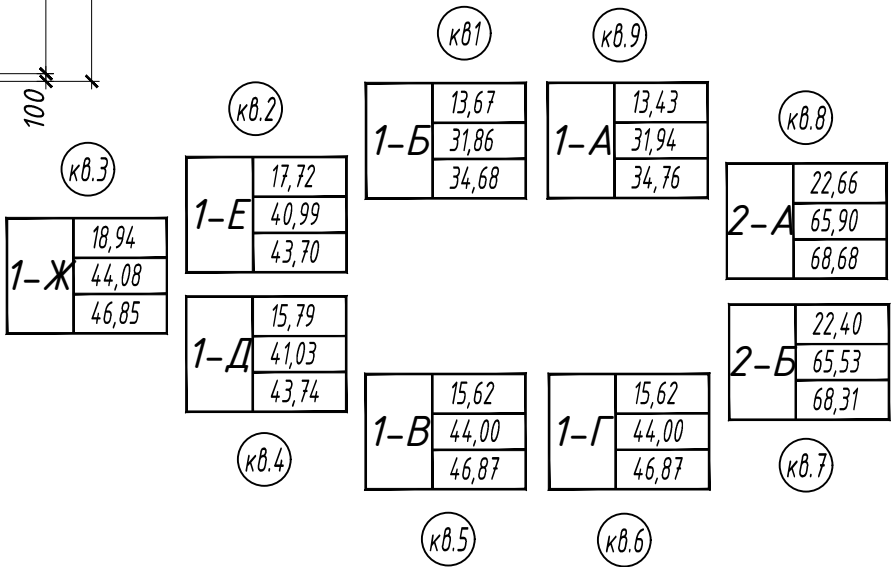 100
кв1
кв.9
кв.2
кв.8
кв.3
1-Б
13,67
31,86
34,68
1-А
13,43
31,94
34,76
1-Е
17,72
40,99
43,70
2-А
22,66
65,90
68,68
1-Ж
18,94
44,08
46,85
1-Д
15,79
41,03
43,74
2-Б
22,40
65,53
68,31
1-В
15,62
44,00
46,87
1-Г
15,62
44,00
46,87
кв.4
кв.7
кв.5
кв.6